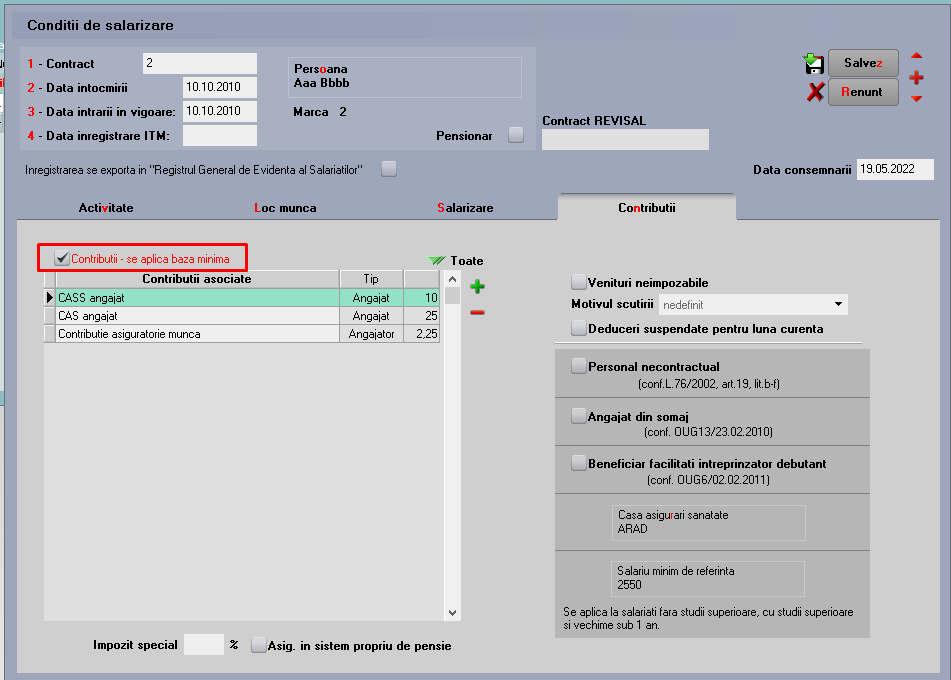 Conditii de salarizare
1 - Contract 2
2 - Data intocmirii 10.10.2010
3 - Data intrarii in vigoare: 10.10.2010
4 - Data inregistrare ITM:
Persoana
Aaa Bbbb
Marca 2
Pensionar
Contract REVISAL
Salvez
Renunt
Inregistrarea se exporta in "Registrul General de Evidenta al Salariatilor"
Data consemnarii 19.05.2022
Activitate Loc munca Salarizare Contributii
Contributii - se aplica baza minima
Toate
Contributii asociate Tip
CASS angajat Angajat 10
CAS angajat Angajat 25
Contributie asiguratorie munca Angajator 2,25
Impozit special %
Asig. in sistem propriu de pensie
Venituri neimpozabile
Motivul scutirii nedefinit
Deduceri suspendate pentru luna curenta
Personal necontractual
(conf.L.76/2002, art.19, lit.b-f)
Angajat din somaj
(conf. OUG13/23.02.2010)
Beneficiar facilitati intreprinzator debutant
(conf. OUG6/02.02.2011)
Casa asigurari sanatate
ARAD
Salariu minim de referinta
2550
Se aplica la salariati fara studii superioare, cu studii superioare
si vechime sub 1 an.